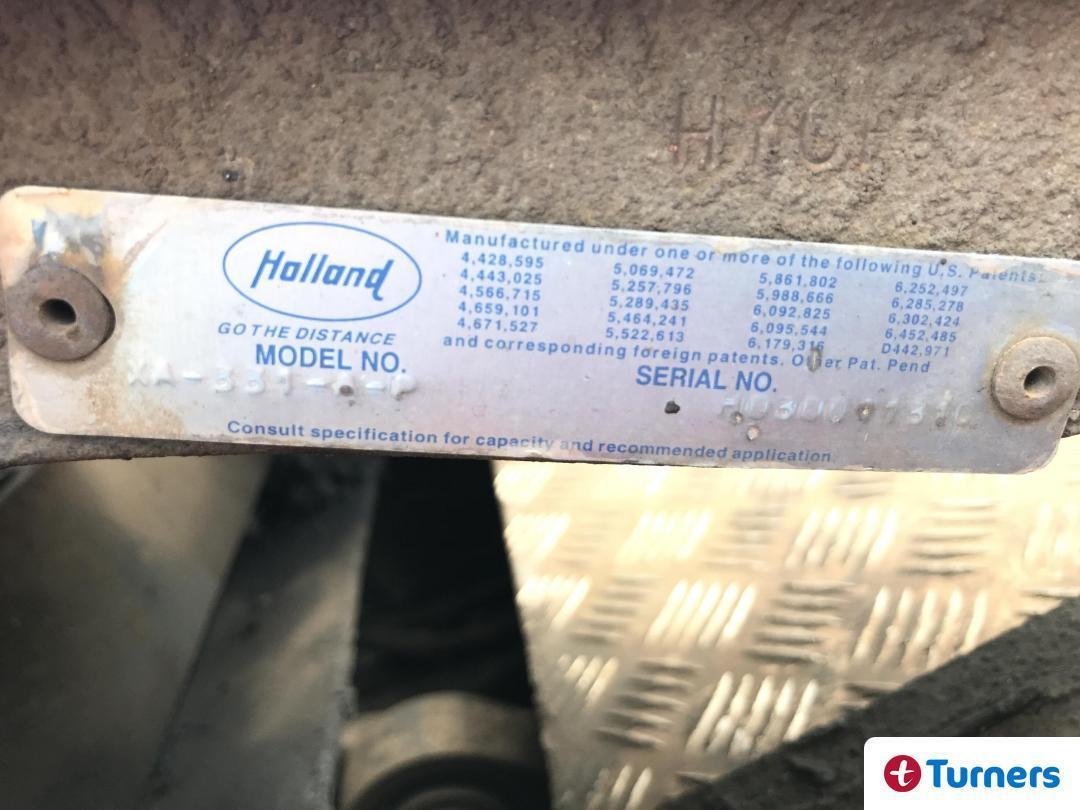 Holland
GO THE DISTANCE
Manufactured under one or more of the following U.S. Patents:
4,428,595 5,069,472 5,861,802 6,252,497
4,443,025 5,257,796 5,988,666 6,285,278
4,566,715 5,289,435 6,092,825 6,302,424
4,659,101 5,464,241 6,095,544 6,452,485
4,671,527 5,522,613 6,179,316 D442,971
and corresponding foreign patents. Other Pat. Pend
MODEL NO.
SERIAL NO.
Consult specification for capacity and recommended application.
t Turners